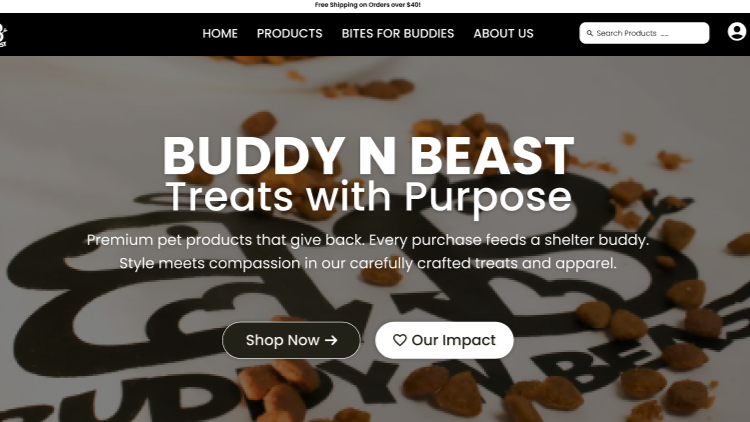 Free Shipping on Orders over $40!
HOME PRODUCTS BITES FOR BUDDIES ABOUT US
Search Products ...
BUDDY N BEAST
Treats with Purpose
Premium pet products that give back. Every purchase feeds a shelter buddy.
Style meets compassion in our carefully crafted treats and apparel.
Shop Now →
Our Impact
BUDDY N BEAST